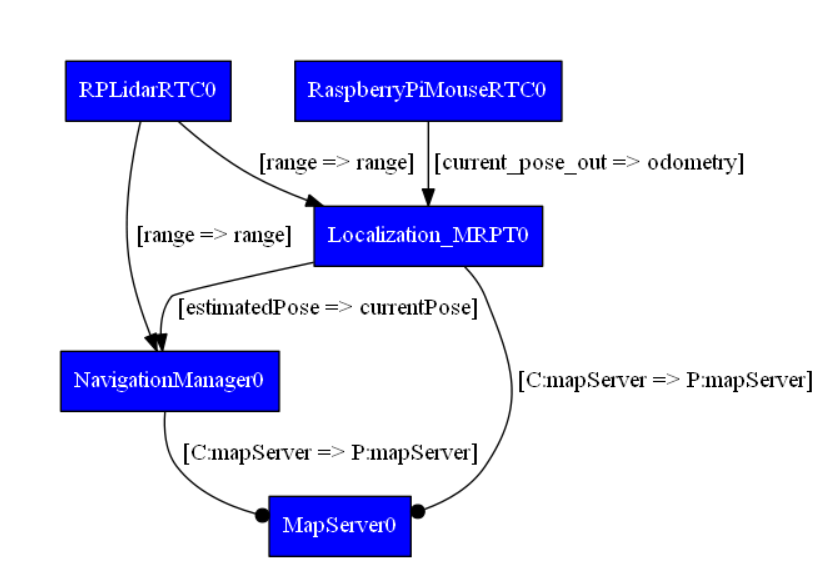 RPLidarRTC0
RaspberryPiMouseRTC0
[range => range]
[current_pose_out => odometry]
[range => range]
Localization_MRPT0
[estimatedPose => currentPose]
NavigationManager0
[C:mapServer => P:mapServer]
[C:mapServer => P:mapServer]
MapServer0